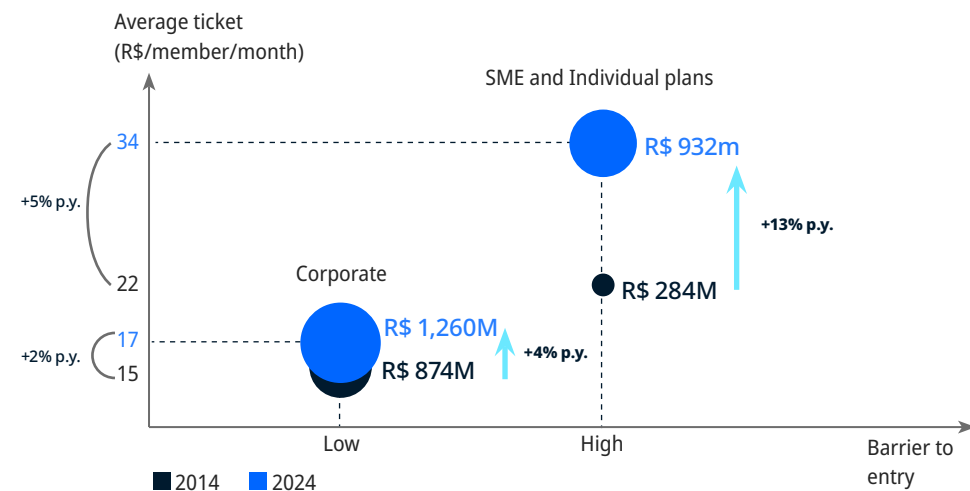 Average ticket
(R$/member/month)
SME and Individual plans
34
R$ 932m
+5% p.y.
+13% p.y.
Corporate
22
R$ 284M
17
R$ 1,260M
+2% p.y.
+4% p.y.
15
R$ 874M
Low
High
Barrier to
entry
2014
2024